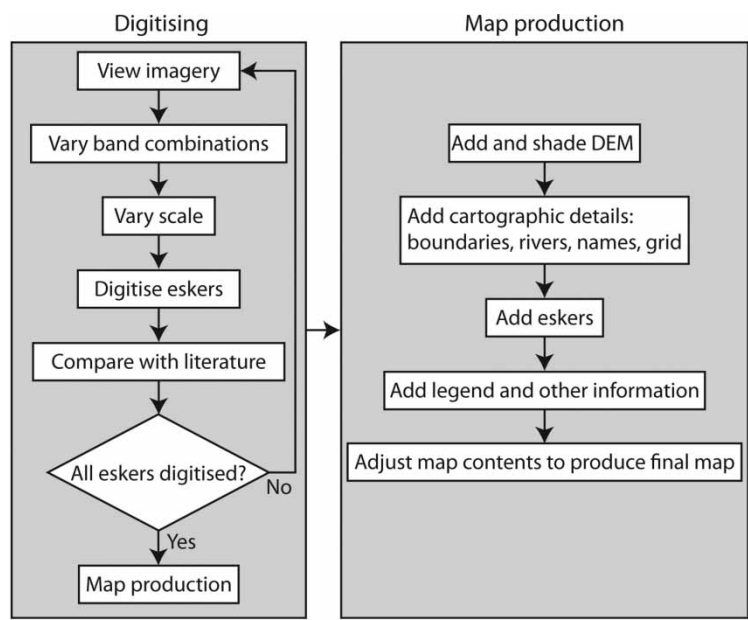 Digitising
View imagery
Vary band combinations
Vary scale
Digitise eskers
Compare with literature
All eskers digitised?
No
Yes
Map production
Map production
Add and shade DEM
Add cartographic details:
boundaries, rivers, names, grid
Add eskers
Add legend and other information
Adjust map contents to produce final map